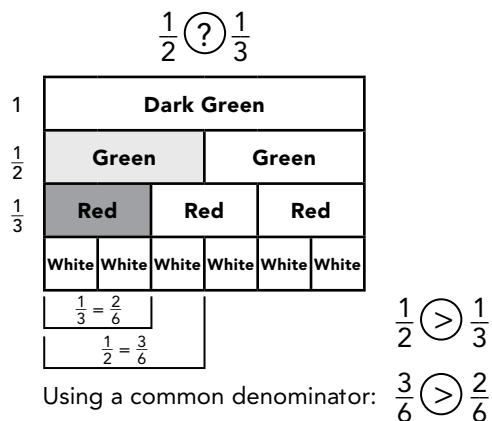 1/2 ? 1/3
1 Dark Green
1/2 Green Green
1/3 Red Red Red
White White White White White White
1/3 = 2/6
1/2 = 3/6
1/2 > 1/3
Using a common denominator: 3/6 > 2/6